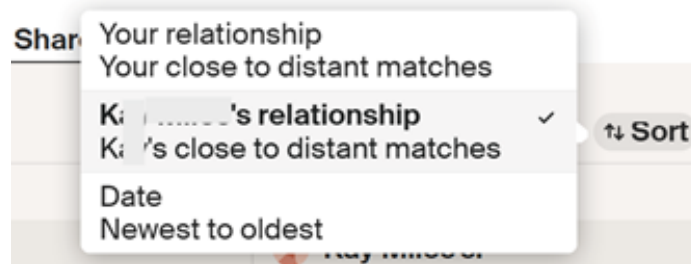 Shar
Your relationship
Your close to distant matches
's relationship
's close to distant matches
Sort
Date
Newest to oldest